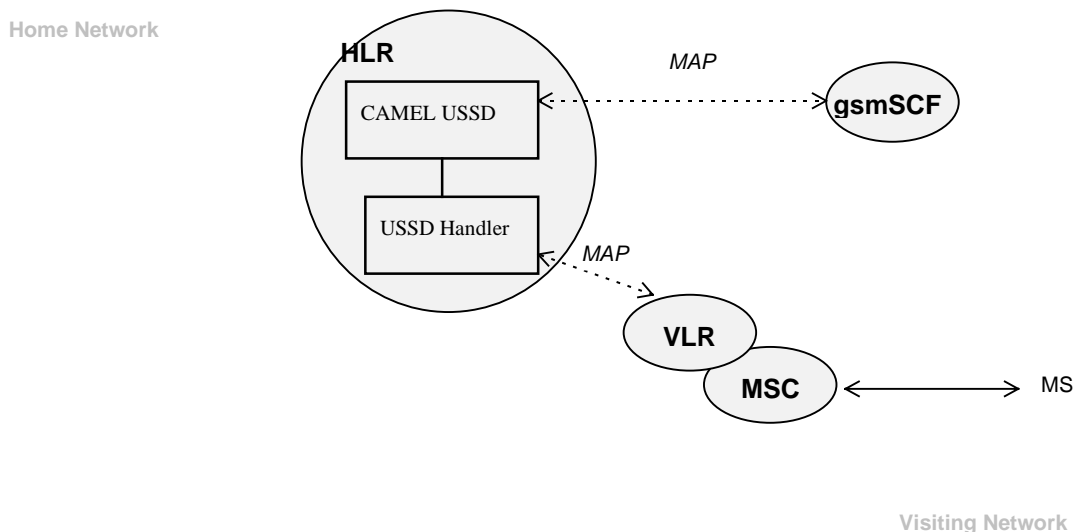 Home Network
HLR
MAP
CAMEL USSD
gsmSCF
USSD Handler
MAP
VLR
MSC
MS
Visiting Network